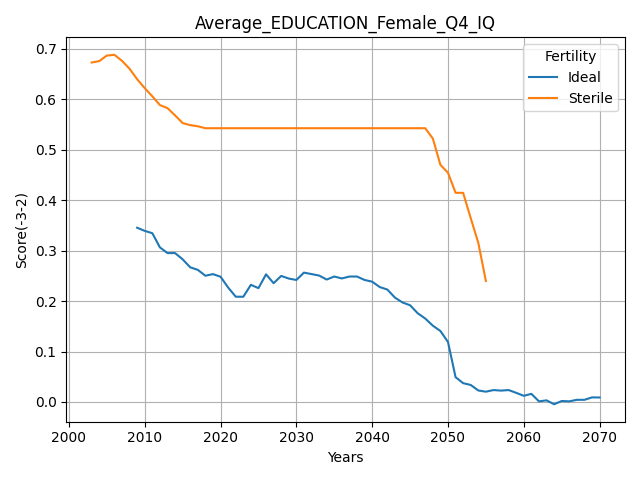 Average_EDUCATION_Female_Q4_IQ
Score(-3-2)
0.7
0.6
0.5
0.4
0.3
0.2
0.1
0.0
Fertility
Ideal
Sterile
2000 2010 2020 2030 2040 2050 2060 2070
Years